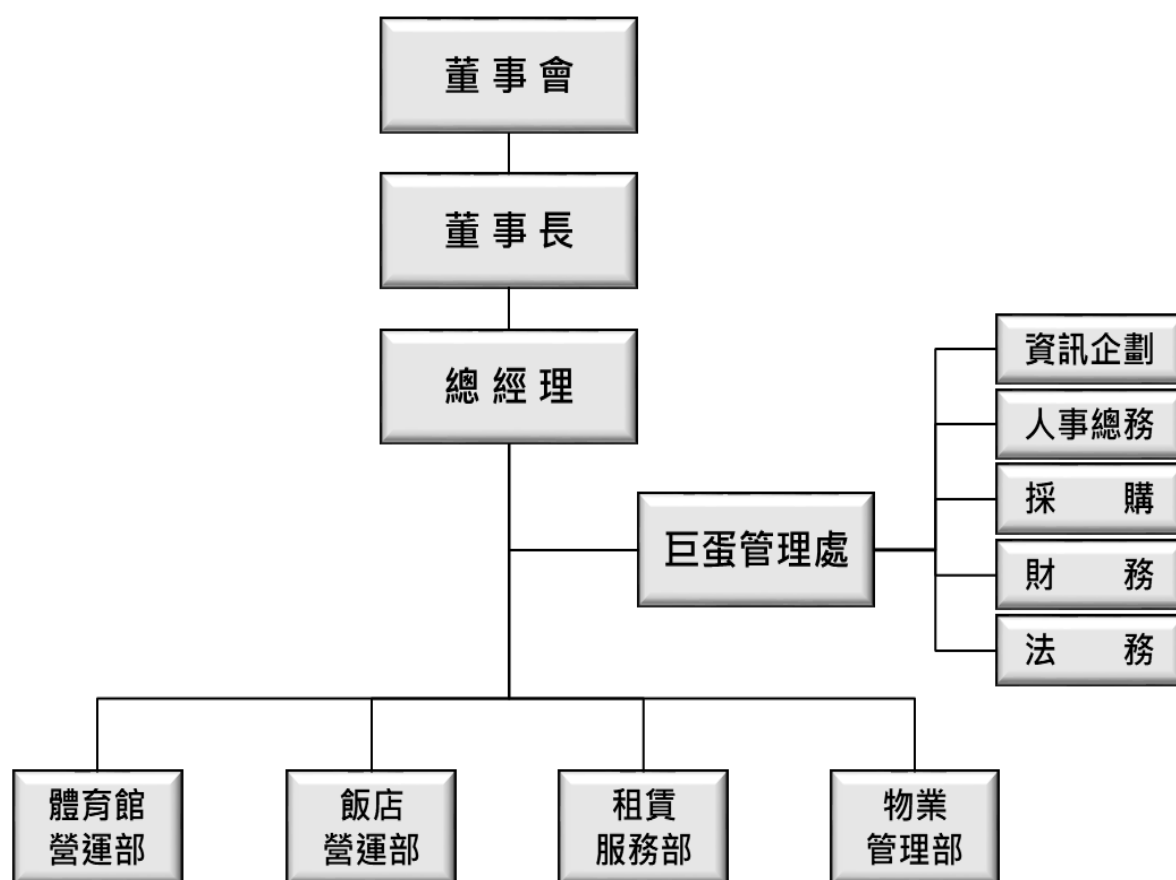 董事會
董事長
總經理
巨蛋管理處
資訊企劃
人事總務
採　　購
財　　務
法　　務
體育館
營運部
飯店
營運部
租賃
服務部
物業
管理部